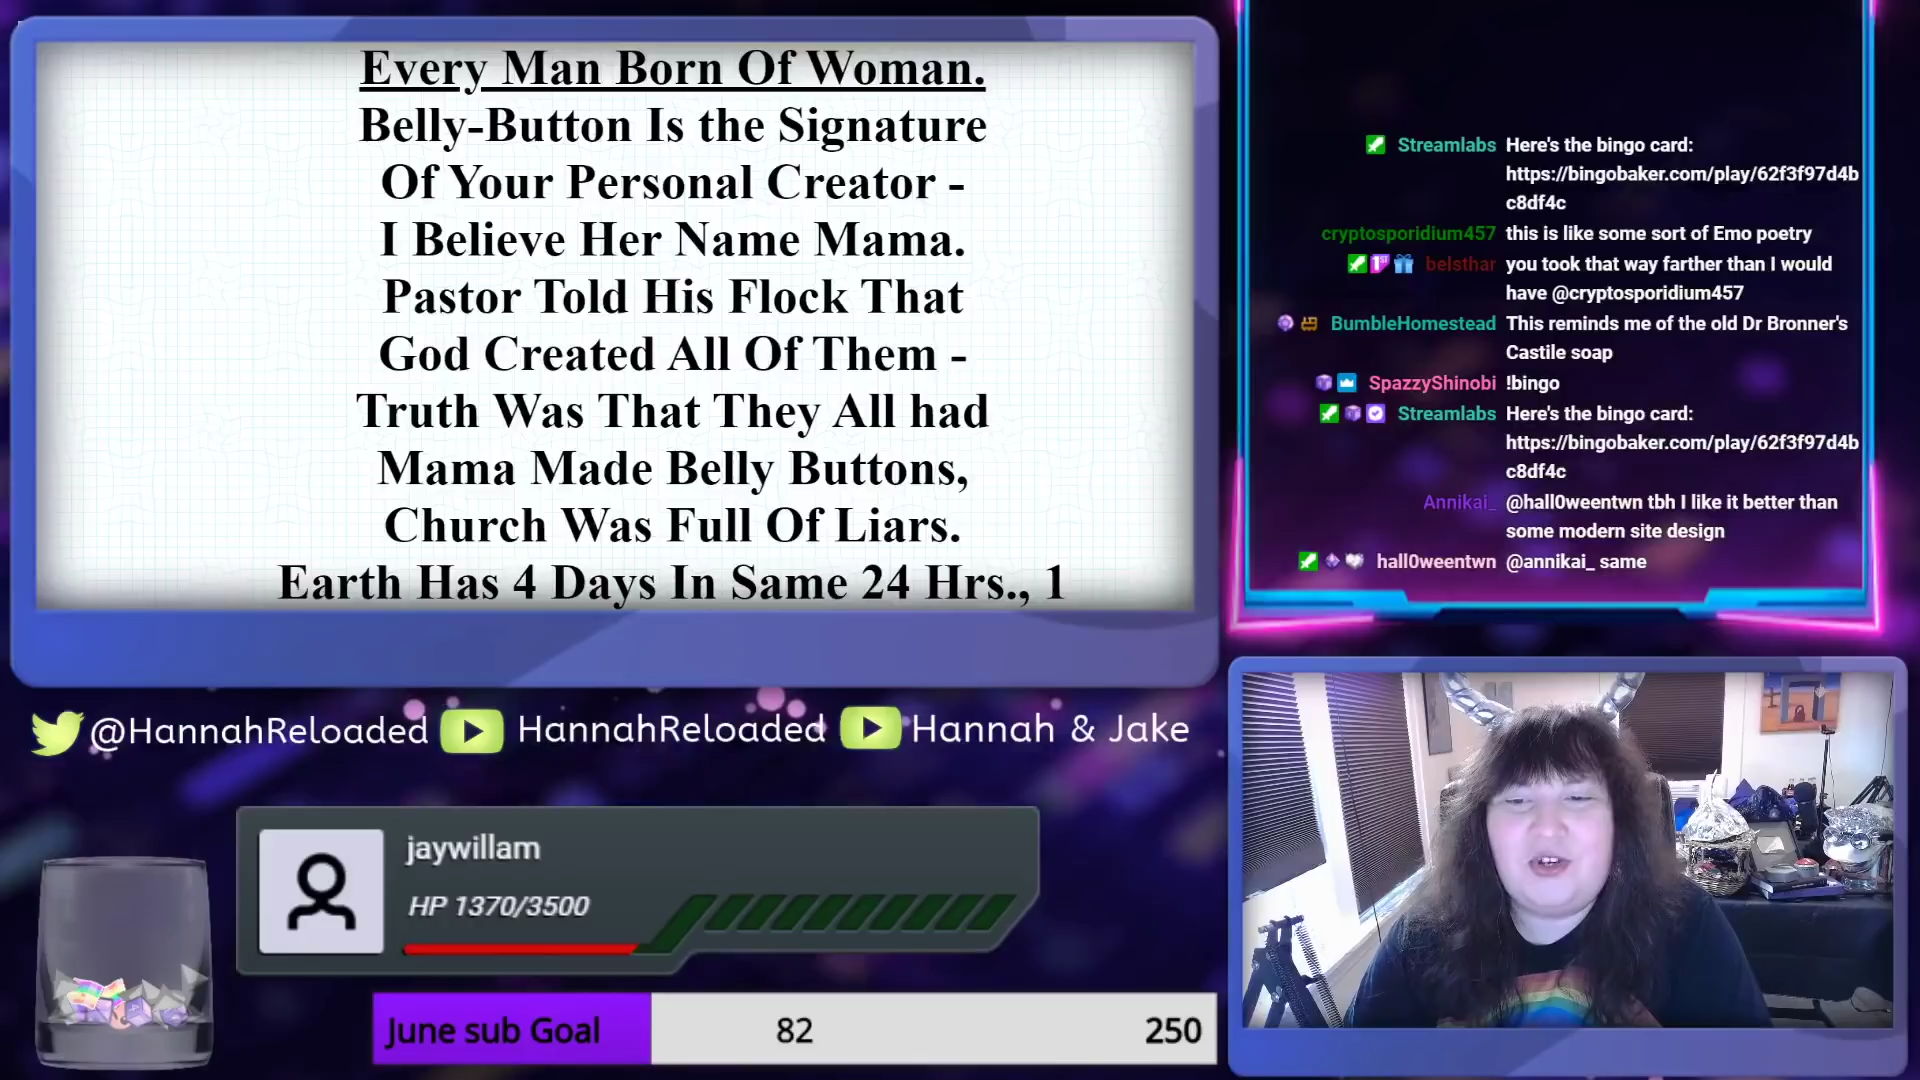 Every Man Born Of Woman.
Belly-Button Is the Signature
Of Your Personal Creator -
I Believe Her Name Mama.
Pastor Told His Flock That
God Created All Of Them -
Truth Was That They All had
Mama Made Belly Buttons,
Church Was Full Of Liars.
Earth Has 4 Days In Same 24 Hrs., 1
Streamlabs Here's the bingo card:
https://bingobaker.com/play/62f3f97d4b
c8df4c
cryptosporidium457 this is like some sort of Emo poetry
belsthar you took that way farther than I would
have @cryptosporidium457
BumbleHomestead This reminds me of the old Dr Bronner's
Castile soap
SpazzyShinobi !bingo
Streamlabs Here's the bingo card:
https://bingobaker.com/play/62f3f97d4b
c8df4c
Annikai_ @hall0weentwn tbh I like it better than
some modern site design
hall0weentwn @annikai_ same
@HannahReloaded HannahReloaded Hannah & Jake
jaywillam
HP 1370/3500
June sub Goal 82 250